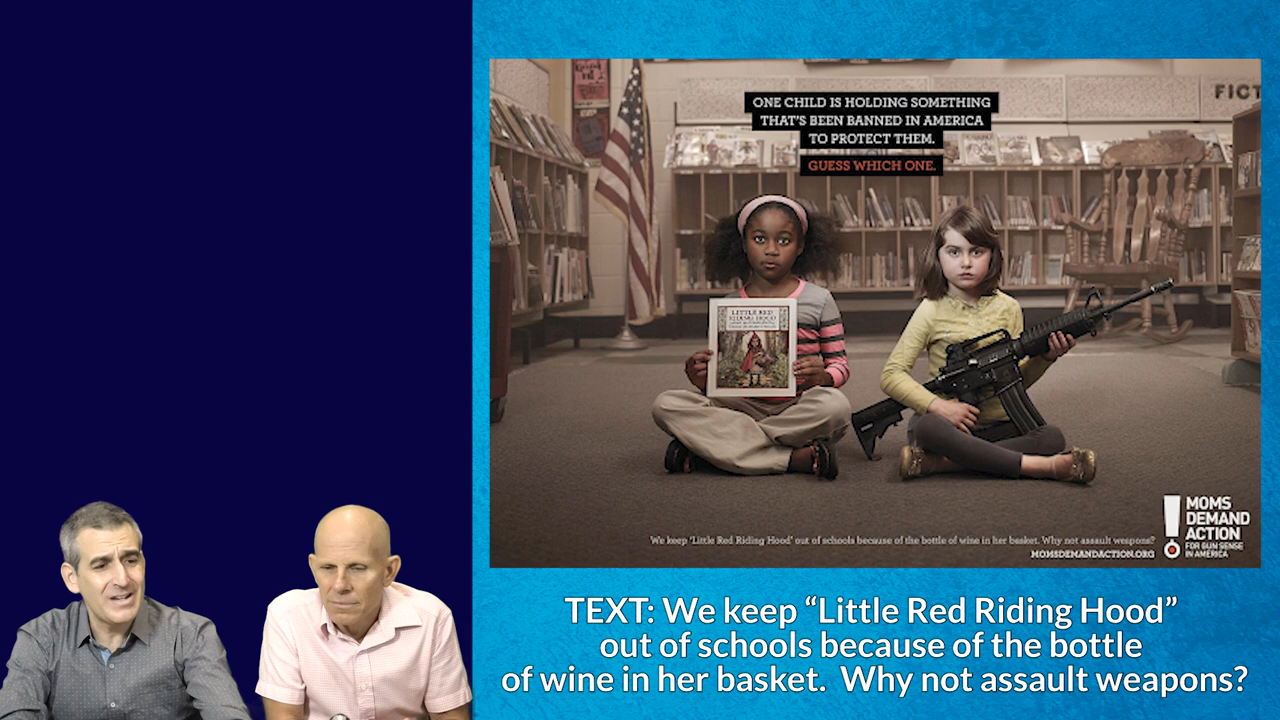 ONE CHILD IS HOLDING SOMETHING
THAT'S BEEN BANNED IN AMERICA
TO PROTECT THEM.
GUESS WHICH ONE.
FICT
LITTLE RED
RIDING HOOD
We keep 'Little Red Riding Hood' out of schools because of the bottle of wine in her basket. Why not assault weapons?
MOMSDEMANDACTION.ORG
MOMS
DEMAND
ACTION
FOR GUN SENSE
IN AMERICA
TEXT: We keep “Little Red Riding Hood”
out of schools because of the bottle
of wine in her basket.  Why not assault weapons?